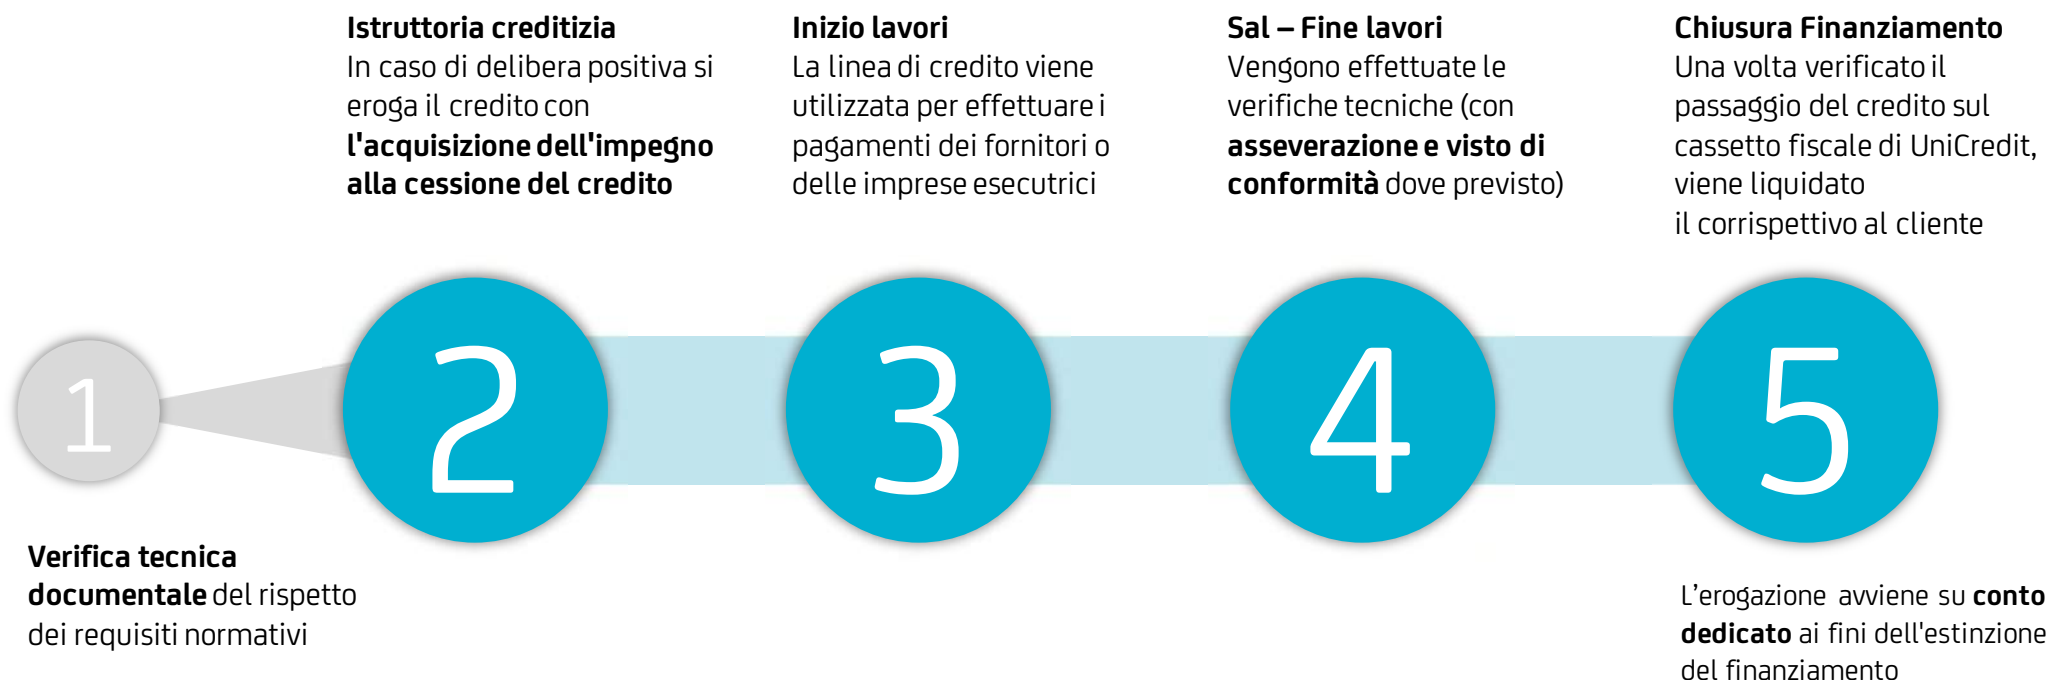 Istruttoria creditizia
In caso di delibera positiva si
eroga il credito con
l'acquisizione dell'impegno
alla cessione del credito
Inizio lavori
La linea di credito viene
utilizzata per effettuare i
pagamenti dei fornitori o
delle imprese esecutrici
Sal – Fine lavori
Vengono effettuate le
verifiche tecniche (con
asseverazione e visto di
conformità dove previsto)
Chiusura Finanziamento
Una volta verificato il
passaggio del credito sul
cassetto fiscale di UniCredit,
viene liquidato
il corrispettivo al cliente
1
2
3
4
5
Verifica tecnica
documentale del rispetto
dei requisiti normativi
L’erogazione avviene su conto
dedicato ai fini dell'estinzione
del finanziamento